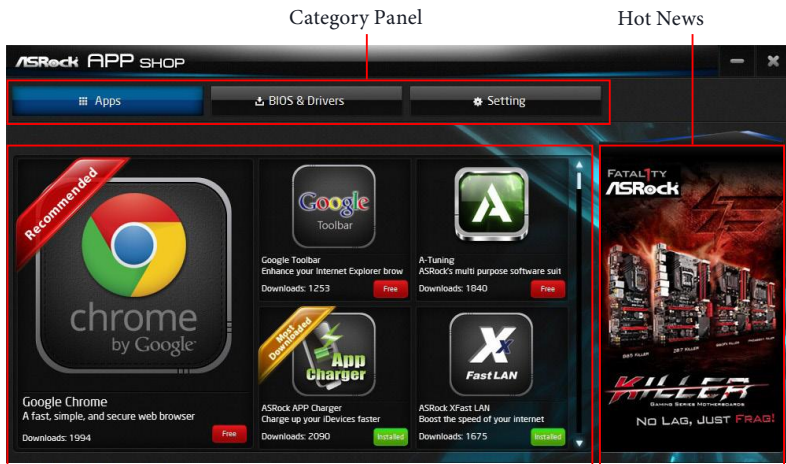 Category Panel
Hot News
ASRock APP SHOP
Apps
BIOS & Drivers
Setting
Recommended
chrome
by Google
Google Chrome
A fast, simple, and secure web browser
Downloads: 1994
Free
Google
Toolbar
Google Toolbar
Enhance your Internet Explorer brow
Downloads: 1253
Free
A
A-Tuning
ASRock's multi purpose software suit
Downloads: 1840
Free
Most
Downloaded
App
Charger
ASRock APP Charger
Charge up your iDevices faster
Downloads: 2090
Installed
Fast LAN
ASRock XFast LAN
Boost the speed of your internet
Downloads: 1675
Installed
FATAL1TY
ASRock
KILLER
GAMING SERIES MOTHERBOARDS
NO LAG, JUST FRAG!